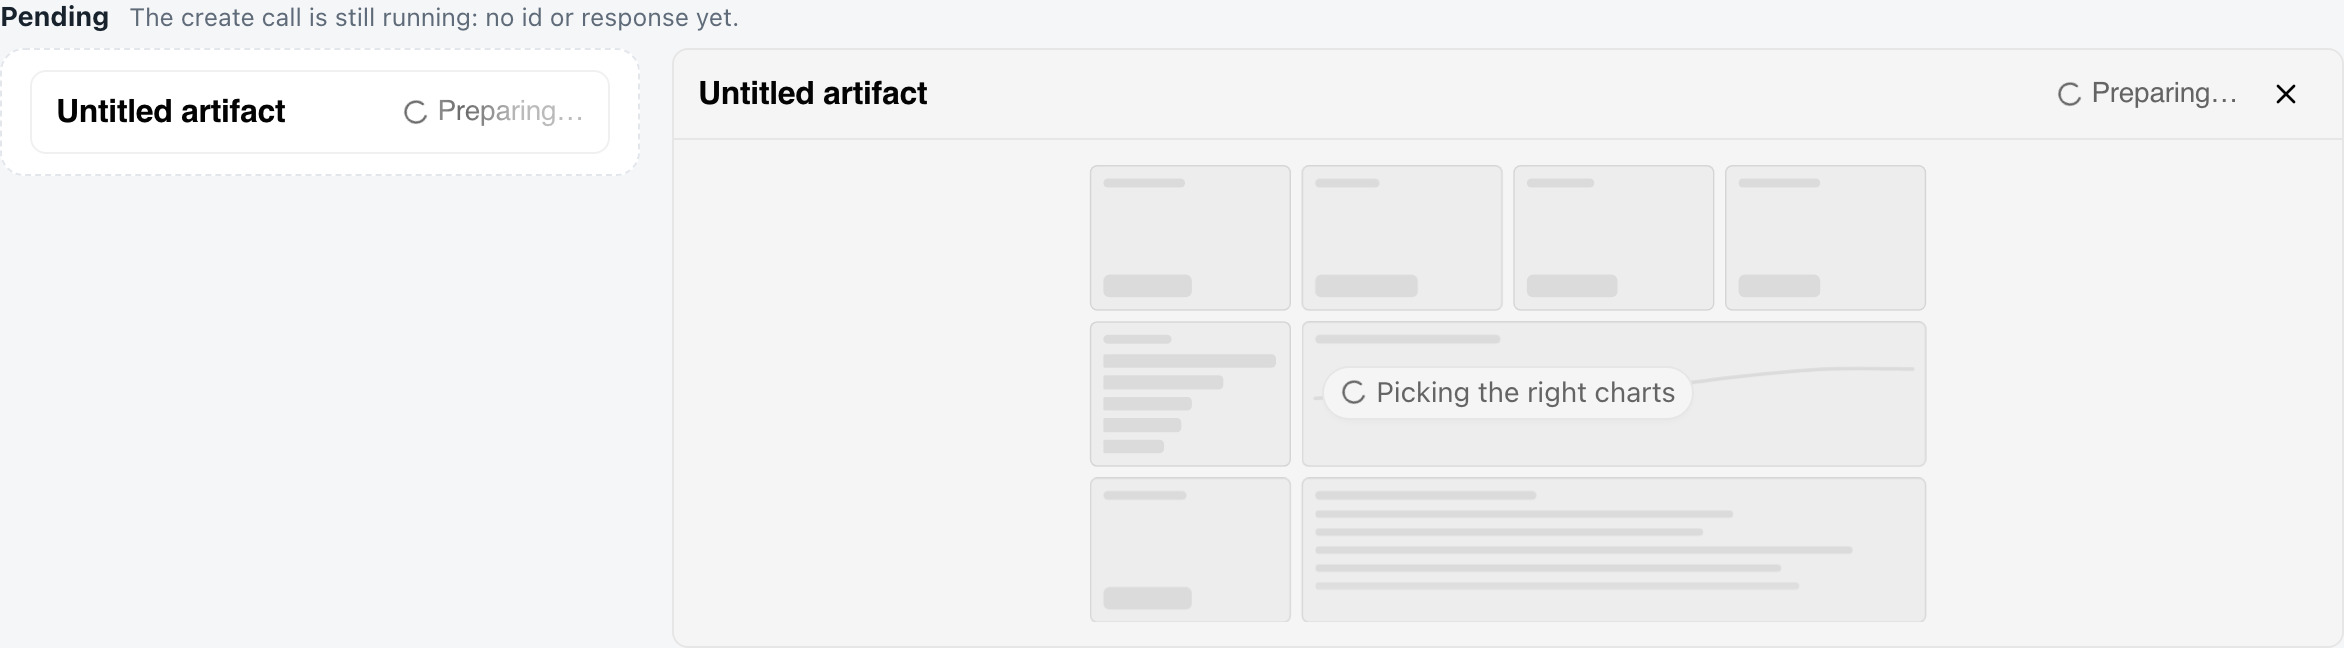 Pending The create call is still running: no id or response yet.
Untitled artifact Preparing...
Untitled artifact Preparing...
Picking the right charts